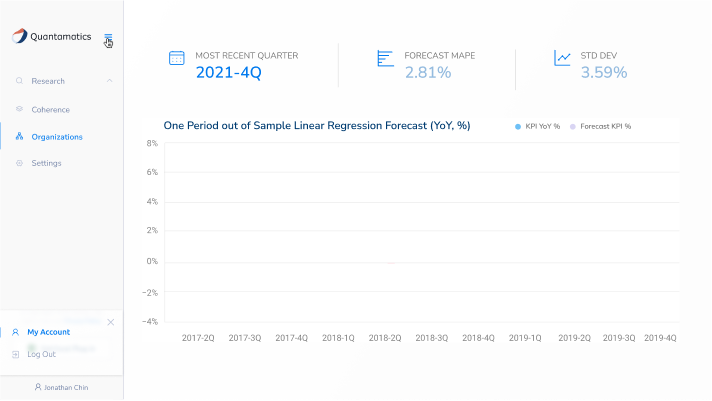 Quantamatics
Research
Coherence
Organizations
Settings
My Account
Log Out
Jonathan Chin
MOST RECENT QUARTER
2021-4Q
FORECAST MAPE
2.81%
STD DEV
3.59%
One Period out of Sample Linear Regression Forecast (YoY, %)
KPI YoY %
Forecast KPI %
8%
6%
4%
2%
0%
−2%
−4%
2017-2Q 2017-3Q 2017-4Q 2018-1Q 2018-2Q 2018-3Q 2018-4Q 2019-1Q 2019-2Q 2019-3Q 2019-4Q